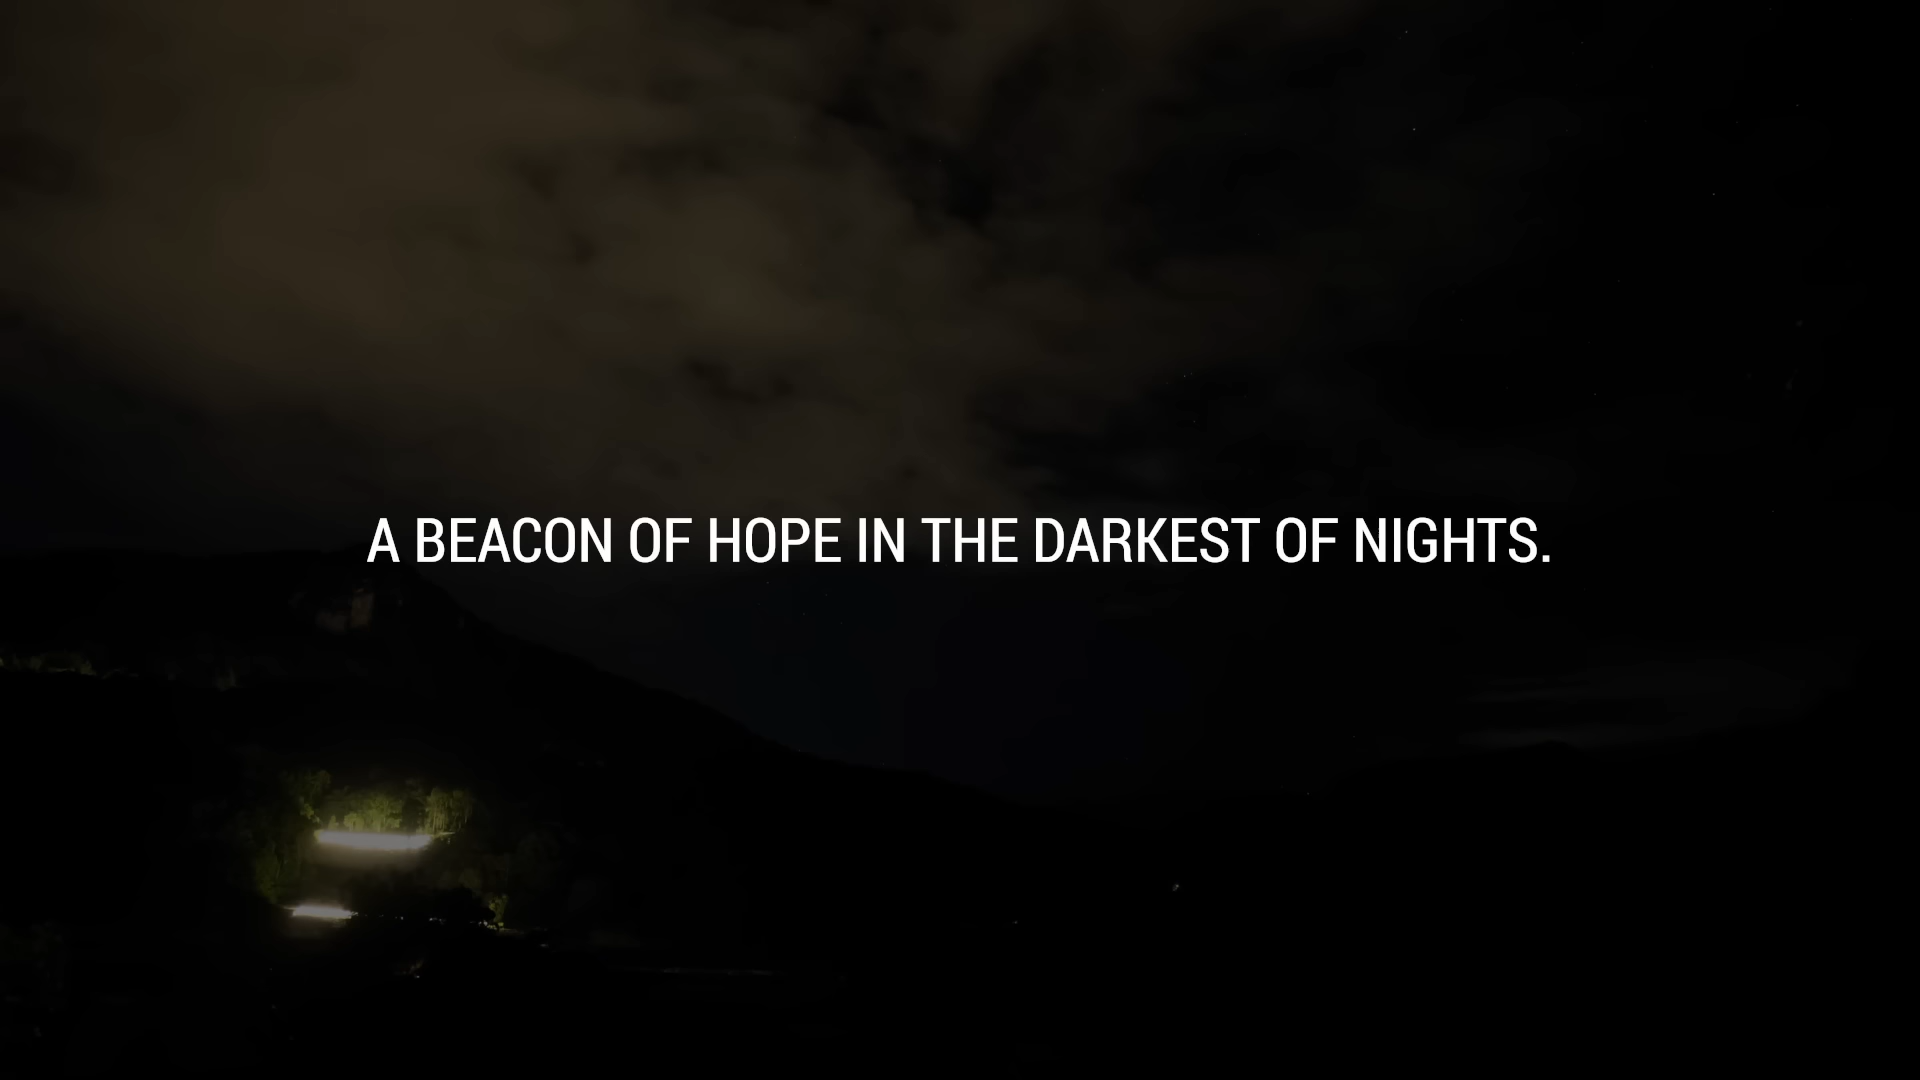 A BEACON OF HOPE IN THE DARKEST OF NIGHTS.